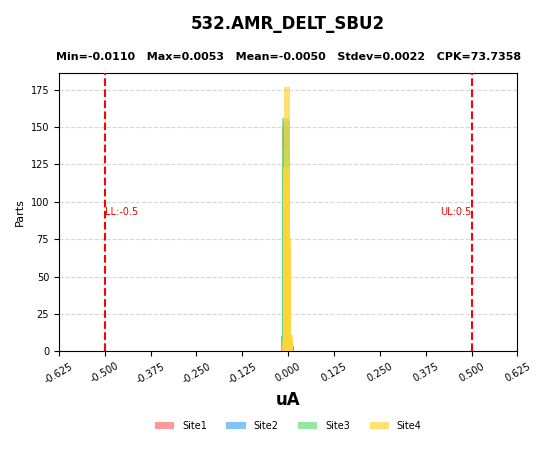 532.AMR_DELT_SBU2
Min=-0.0110 Max=0.0053 Mean=-0.0050 Stdev=0.0022 CPK=73.7358
Parts
175
150
125
100
75
50
25
0
LL:-0.5
UL:0.5
-0.625
-0.500
-0.375
-0.250
-0.125
0.000
0.125
0.250
0.375
0.500
0.625
uA
Site1 Site2 Site3 Site4